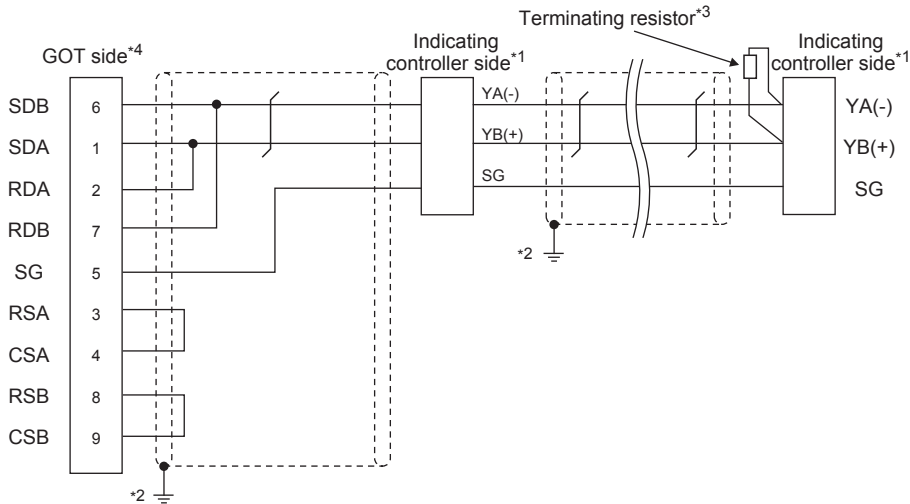 Terminating resistor*3
GOT side*4
Indicating
controller side*1
Indicating
controller side*1
SDB 6 YA(-) YA(-)
SDA 1 YB(+) YB(+)
RDA 2 SG SG
RDB 7
SG 5 *2
RSA 3
CSA 4
RSB 8
CSB 9
*2